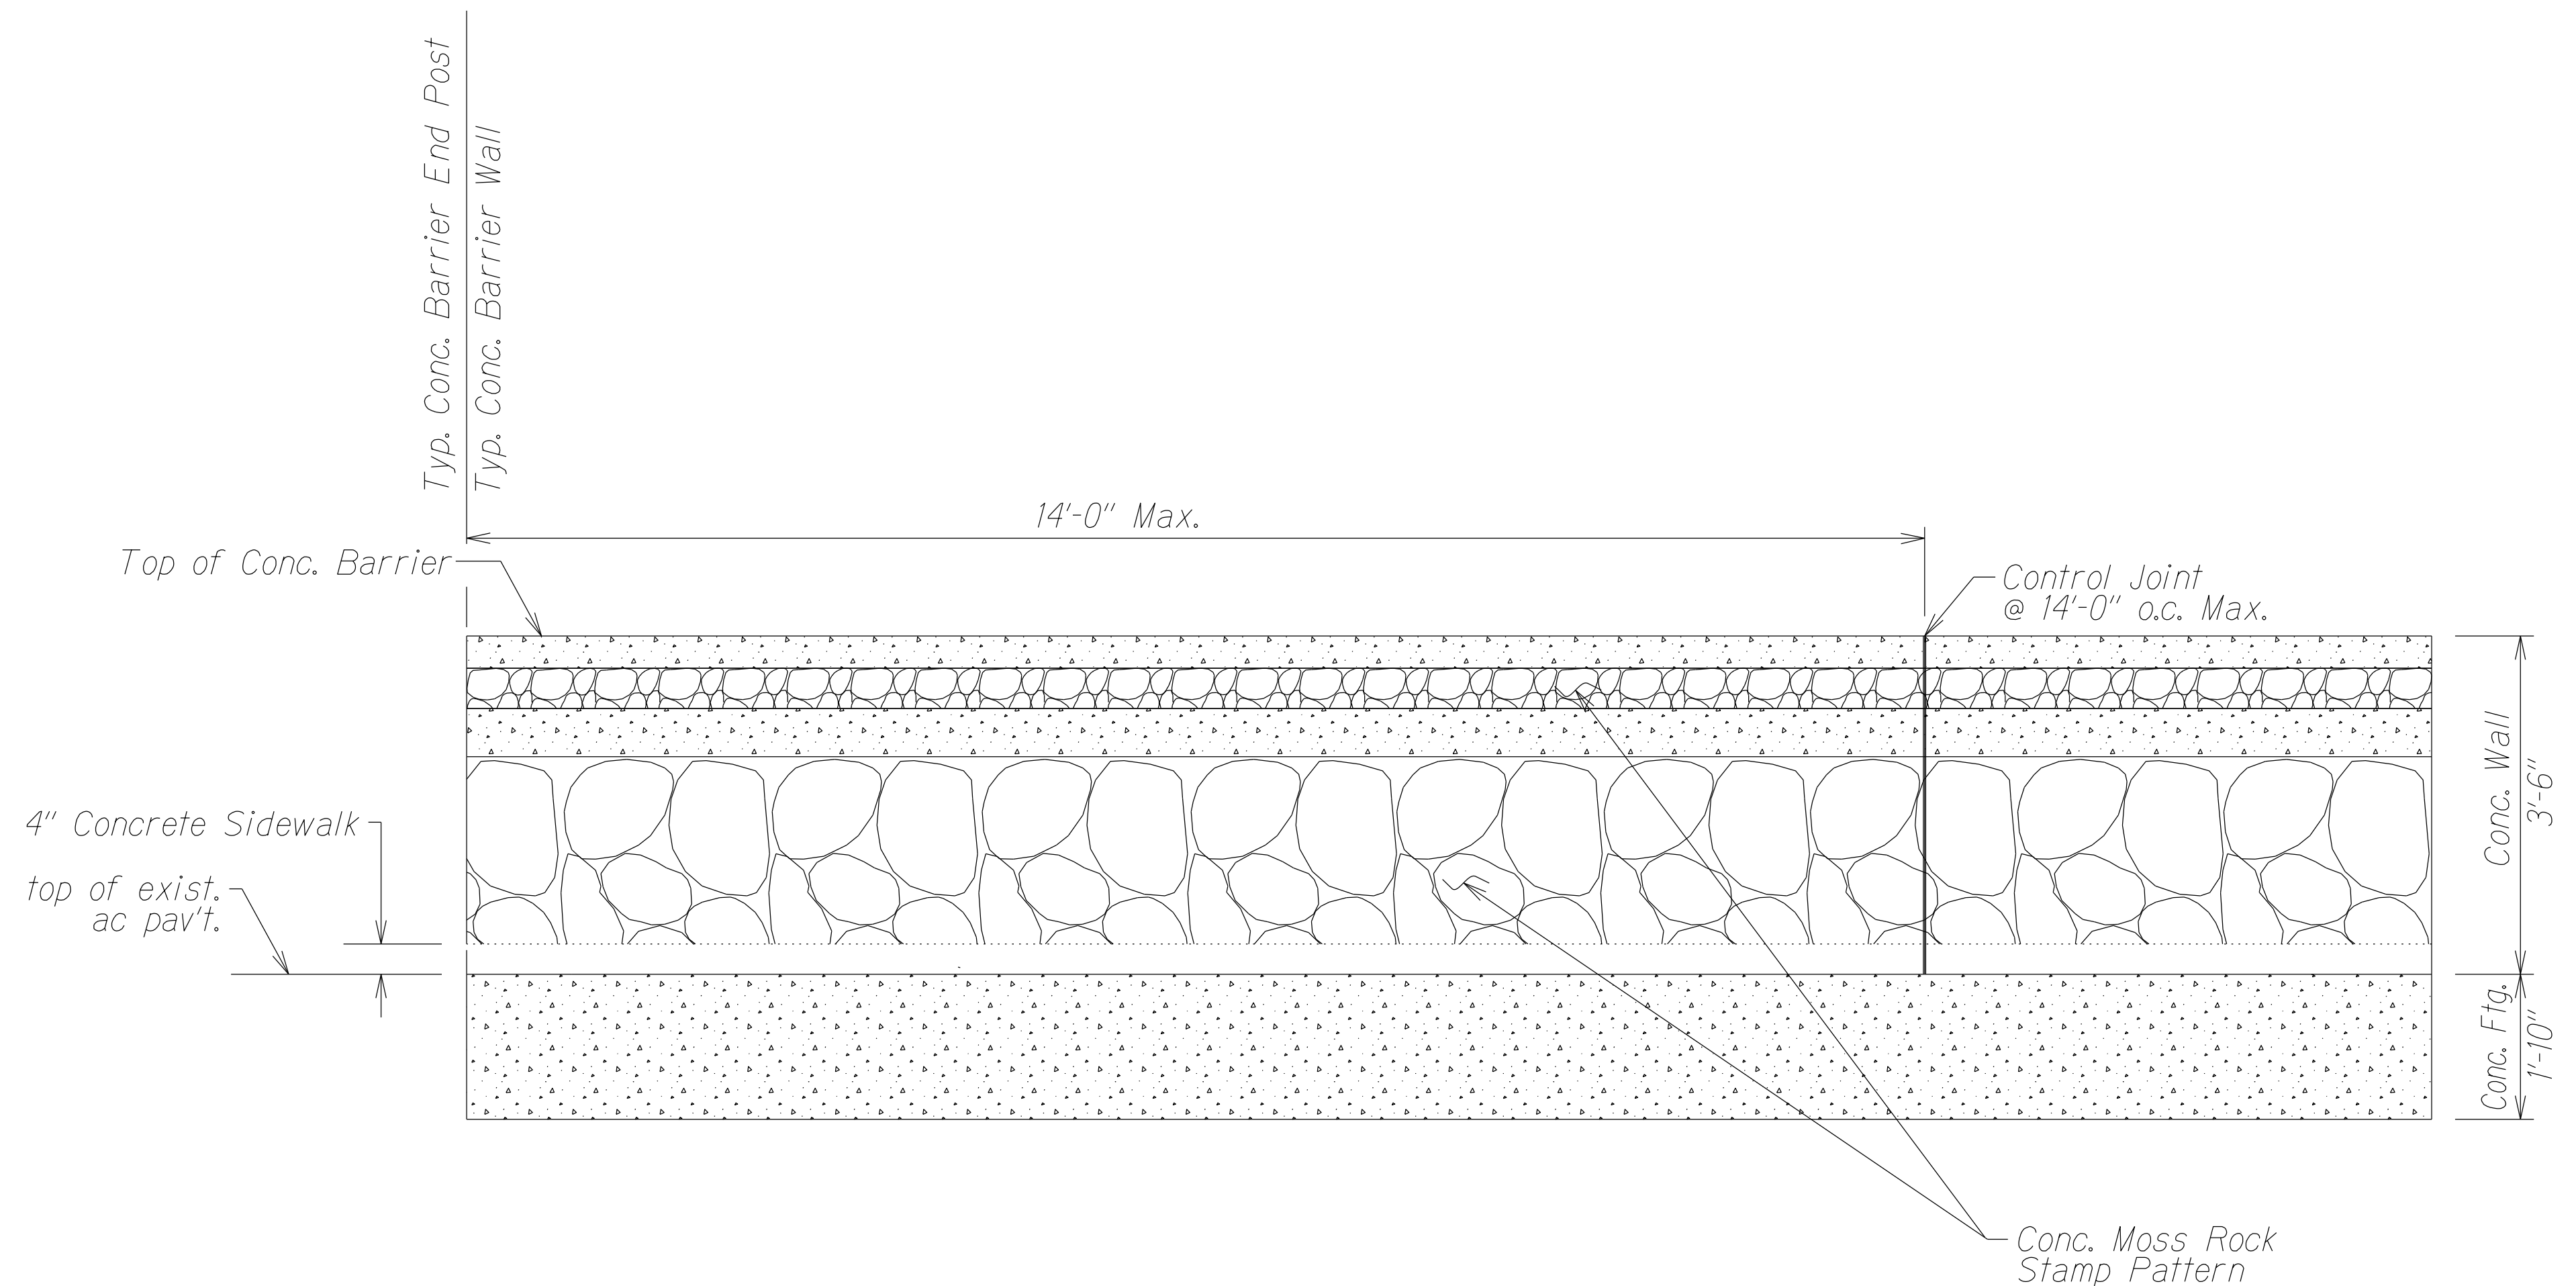 Typ. Conc. Barrier End Post
Typ. Conc. Barrier Wall
14'-0" Max.
Top of Conc. Barrier
Control Joint
@ 14'-0" o.c. Max.
4" Concrete Sidewalk
top of exist.
ac pav't.
Conc. Wall
3'-6"
Conc. Ftg.
1'-10"
Conc. Moss Rock
Stamp Pattern